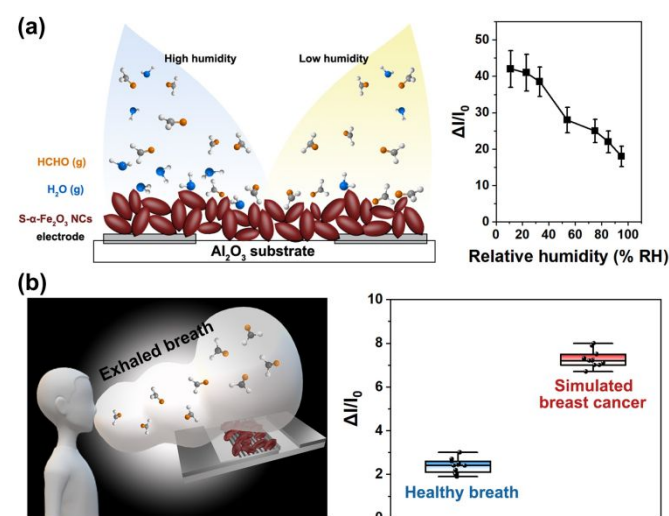 (a)
High humidity
Low humidity
HCHO (g)
H₂O (g)
S-α-Fe₂O₃ NCs
electrode
Al₂O₃ substrate
ΔI/I₀
50
40
30
20
10
0
0 20 40 60 80 100
Relative humidity (% RH)
(b)
Exhaled breath
ΔI/I₀
10
8
6
4
2
0
Simulated
breast cancer
Healthy breath